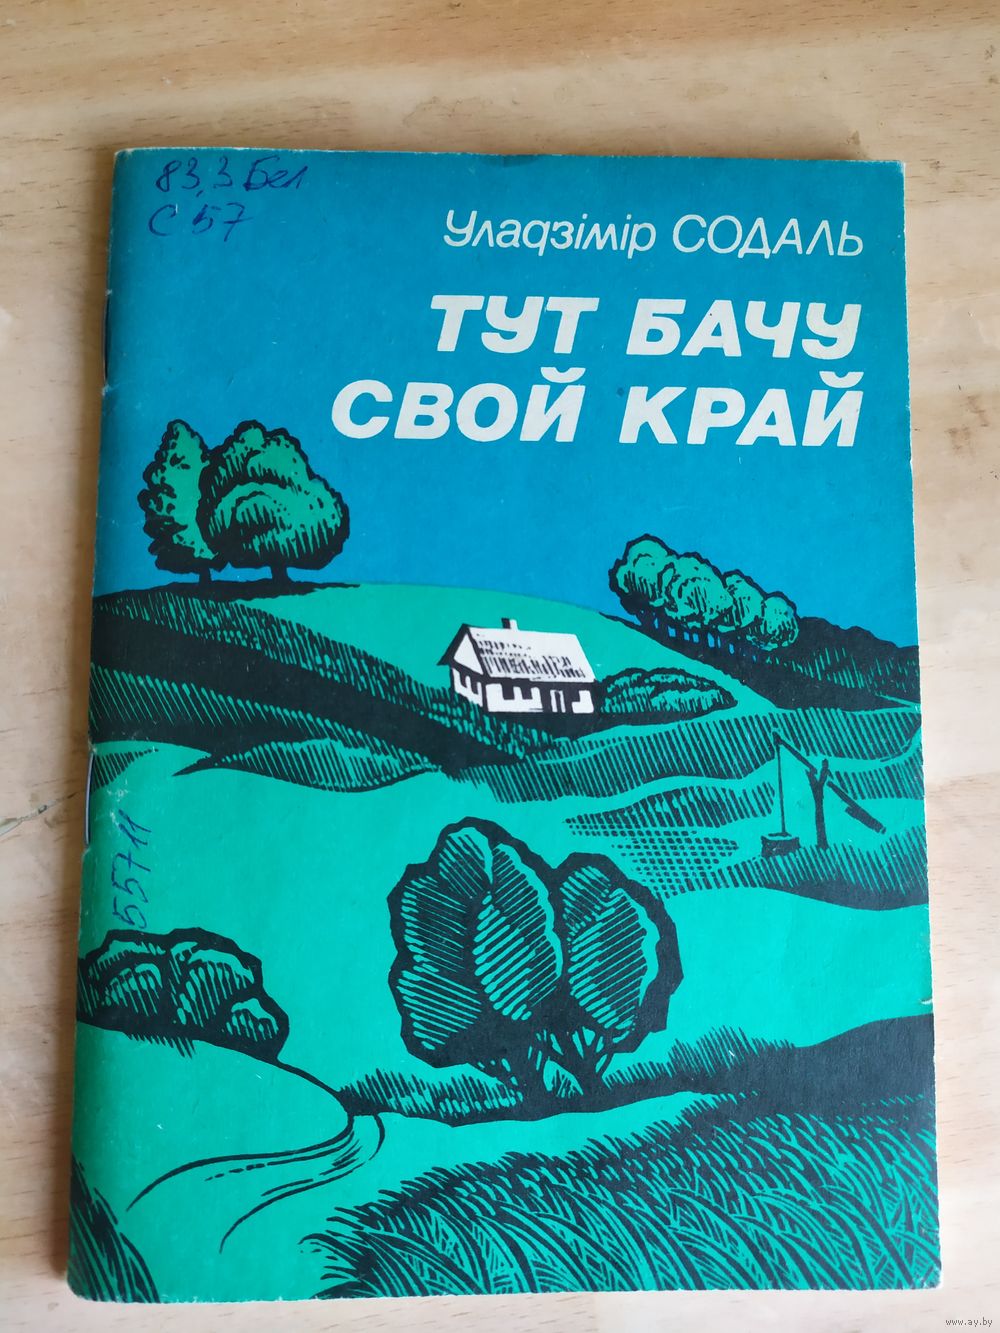 83,3 Бел
С 57
Уладзімір СОДАЛЬ
ТУТ БАЧУ
СВОЙ КРАЙ
55711
www.ay.by